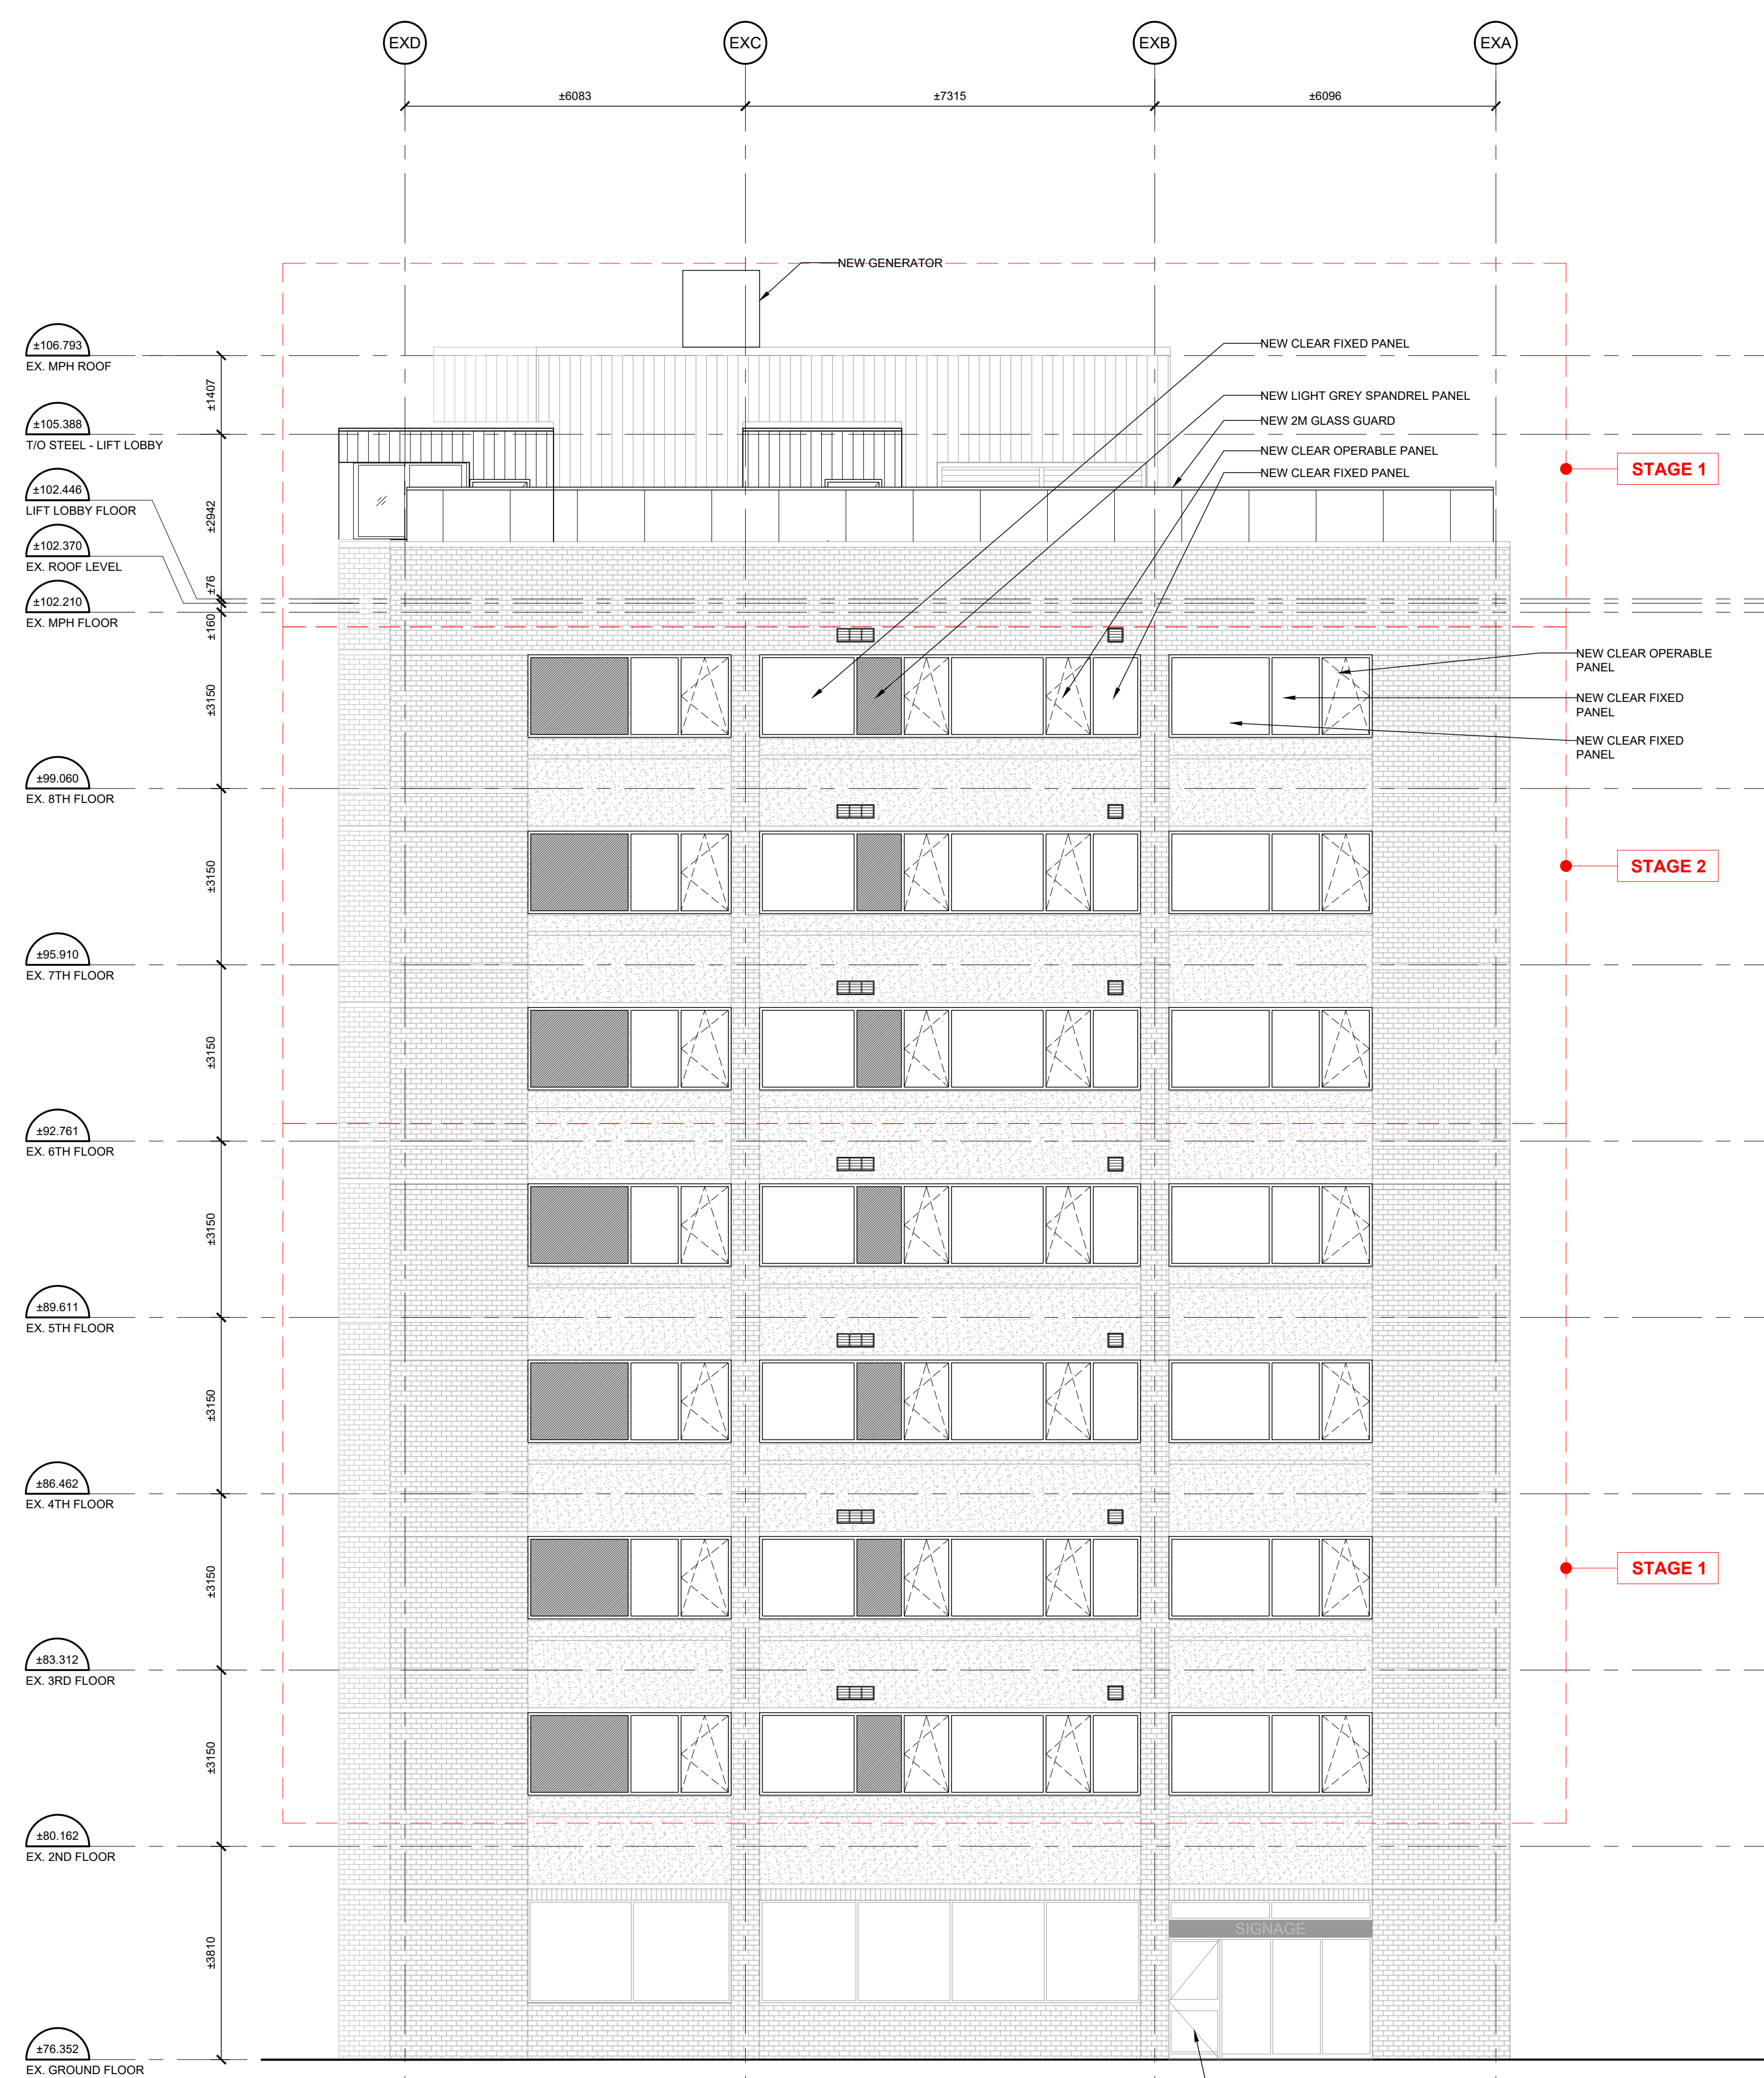 EXD
EXC
EXB
EXA
±6083
±7315
±6096
NEW GENERATOR
±106.793
EX. MPH ROOF
NEW CLEAR FIXED PANEL
±1407
NEW LIGHT GREY SPANDREL PANEL
±105.388
T/O STEEL - LIFT LOBBY
NEW 2M GLASS GUARD
NEW CLEAR OPERABLE PANEL
NEW CLEAR FIXED PANEL
STAGE 1
±102.446
LIFT LOBBY FLOOR
±2942
±102.370
EX. ROOF LEVEL
±76
±102.210
EX. MPH FLOOR
±160
NEW CLEAR OPERABLE
PANEL
±3150
NEW CLEAR FIXED
PANEL
NEW CLEAR FIXED
PANEL
±99.060
EX. 8TH FLOOR
±3150
STAGE 2
±95.910
EX. 7TH FLOOR
±3150
±92.761
EX. 6TH FLOOR
±3150
±89.611
EX. 5TH FLOOR
±3150
±86.462
EX. 4TH FLOOR
±3150
STAGE 1
±83.312
EX. 3RD FLOOR
±3150
±80.162
EX. 2ND FLOOR
SIGNAGE
±3810
±76.352
EX. GROUND FLOOR